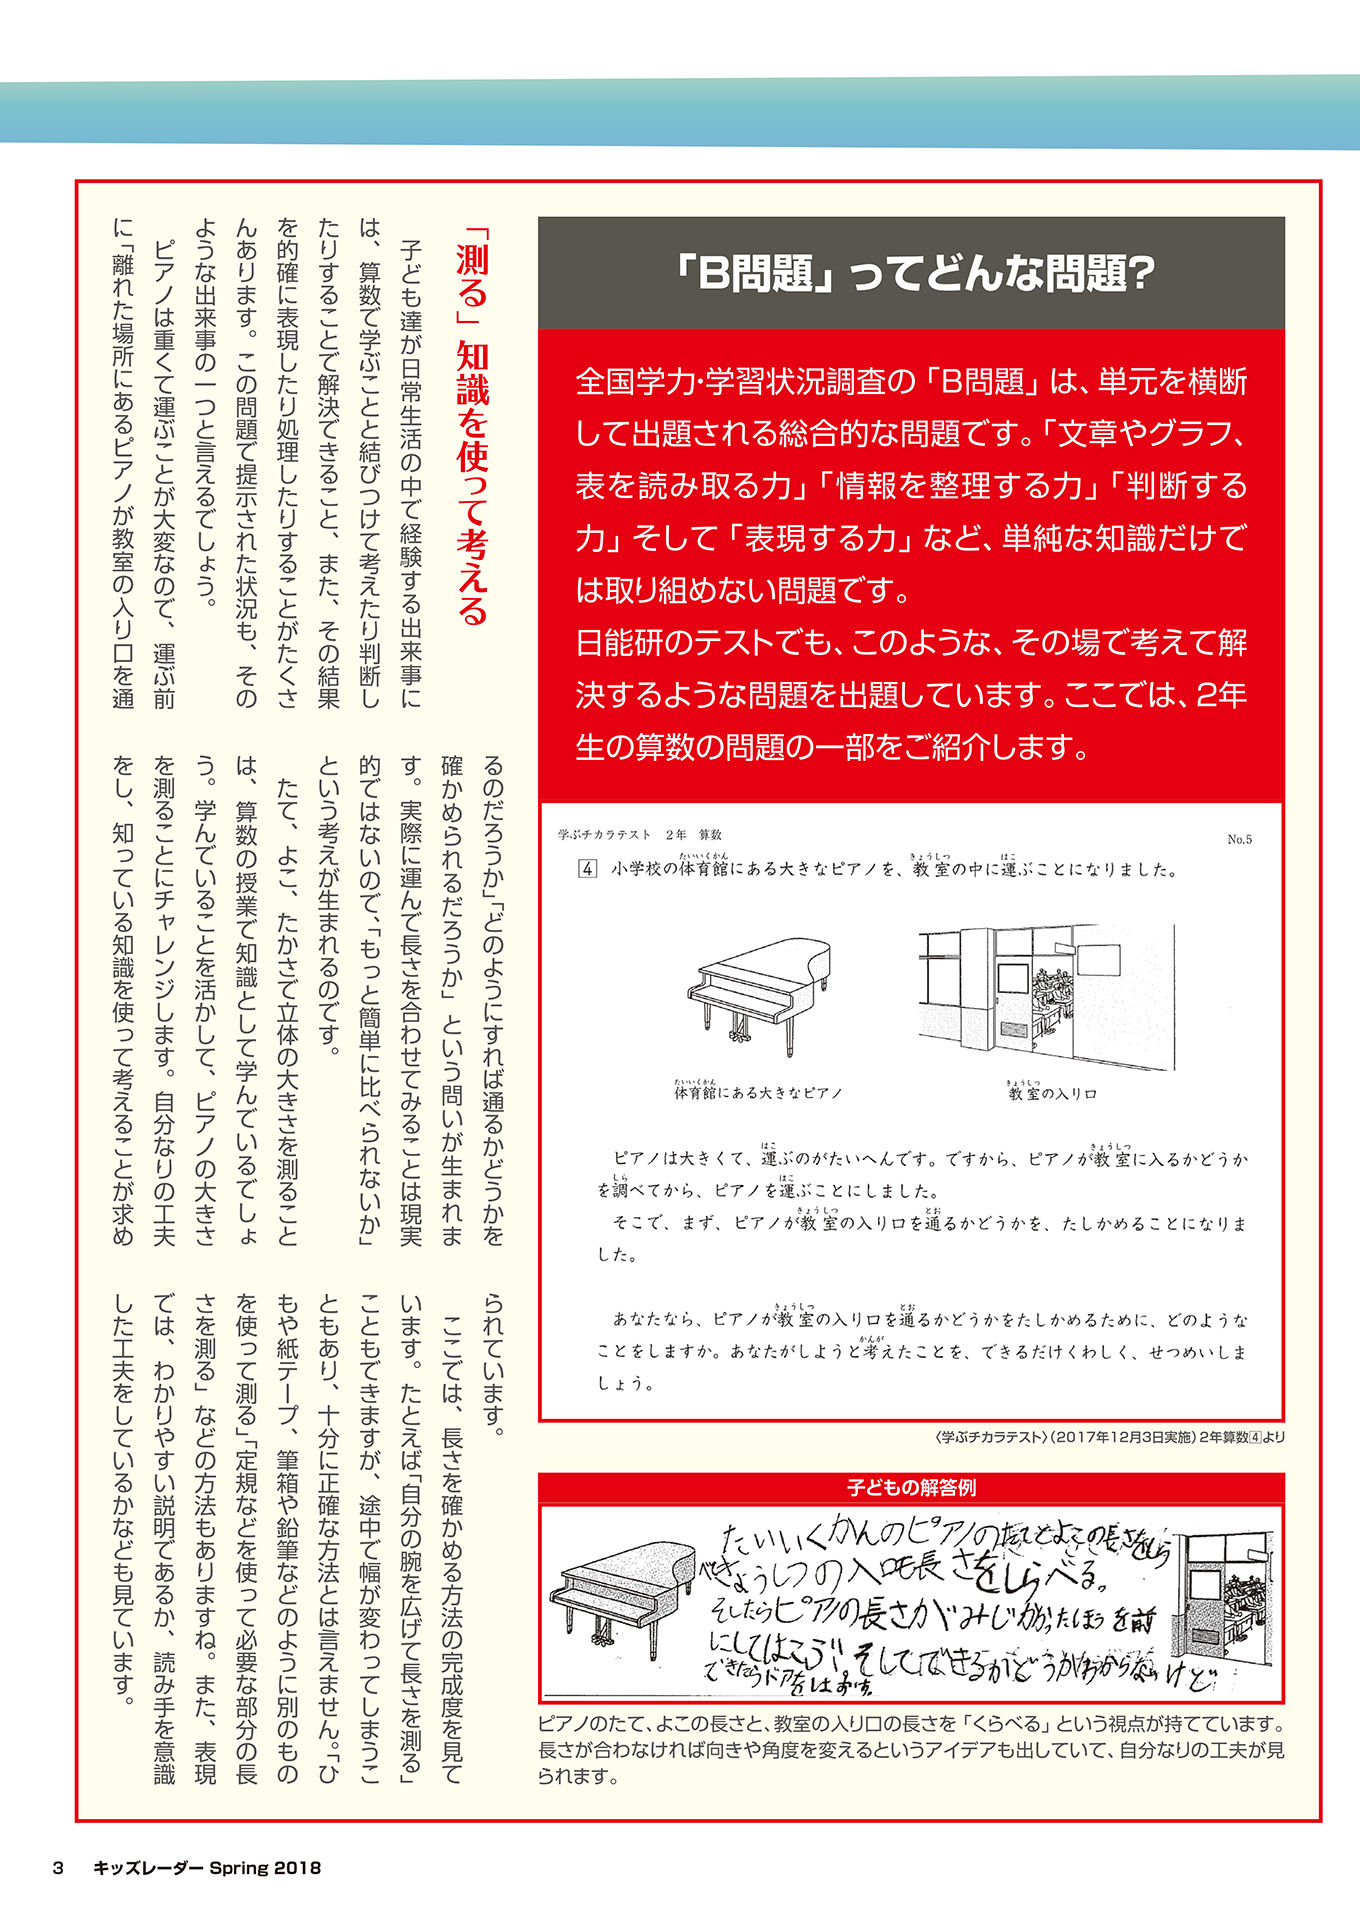 「B問題」ってどんな問題?
全国学力・学習状況調査の「B問題」は、単元を横断
して出題される総合的な問題です。「文章やグラフ、
表を読み取る力」「情報を整理する力」「判断する
力」そして「表現する力」など、単純な知識だけで
は取り組めない問題です。
日能研のテストでも、このような、その場で考えて解
決するような問題を出題しています。ここでは、2年
生の算数の問題の一部をご紹介します。
学ぶチカラテスト 2年 算数
No.5
4 小学校の体育館にある大きなピアノを、教室の中に運ぶことになりました。
たいいくかん きょうしつ はこ
たいいくかん
体育館にある大きなピアノ
きょうしつ
教室の入り口
はこ きょうしつ
ピアノは大きくて、運ぶのがたいへんです。ですから、ピアノが教室に入るかどうか
しら はこ
を調べてから、ピアノを運ぶことにしました。
きょうしつ とお
そこで、まず、ピアノが教室の入り口を通るかどうかを、たしかめることになりま
した。
きょうしつ とお
あなたなら、ピアノが教室の入り口を通るかどうかをたしかめるために、どのような
かんが
ことをしますか。あなたがしようと考えたことを、できるだけくわしく、せつめいしま
しょう。
〈学ぶチカラテスト〉(2017年12月3日実施)2年算数4より
子どもの解答例
たいいくかんのピアノのたてとよこの長さをしら
べきょうしつの入口も長さをしらべる。
そしたらピアノの長さがみじかかったほうを前
にしてはこぶ。そしてできるかどうかわからないけど
できたらドアをはずす。
ピアノのたて、よこの長さと、教室の入り口の長さを「くらべる」という視点が持てています。
長さが合わなければ向きや角度を変えるというアイデアも出していて、自分なりの工夫が見
られます。
「測る」知識を使って考える
子ども達が日常生活の中で経験する出来事に
は、算数で学ぶことと結びつけて考えたり判断し
たりすることで解決できること、また、その結果
を的確に表現したり処理したりすることがたくさ
んあります。この問題で提示された状況も、その
ような出来事の一つと言えるでしょう。
ピアノは重くて運ぶことが大変なので、運ぶ前
に「離れた場所にあるピアノが教室の入り口を通
るのだろうか」「どのようにすれば通るかどうかを
確かめられるだろうか」という問いが生まれま
す。実際に運んで長さを合わせてみることは現実
的ではないので、「もっと簡単に比べられないか」
という考えが生まれるのです。
たて、よこ、たかさで立体の大きさを測ること
は、算数の授業で知識として学んでいるでしょ
う。学んでいることを活かして、ピアノの大きさ
を測ることにチャレンジします。自分なりの工夫
をし、知っている知識を使って考えることが求め
られています。
ここでは、長さを確かめる方法の完成度を見て
います。たとえば「自分の腕を広げて長さを測る」
こともできますが、途中で幅が変わってしまうこ
ともあり、十分に正確な方法とは言えません。「ひ
もや紙テープ、筆箱や鉛筆などのように別のもの
を使って測る」「定規などを使って必要な部分の長
さを測る」などの方法もありますね。また、表現
では、わかりやすい説明であるか、読み手を意識
した工夫をしているかなども見ています。
3 キッズレーダー Spring 2018